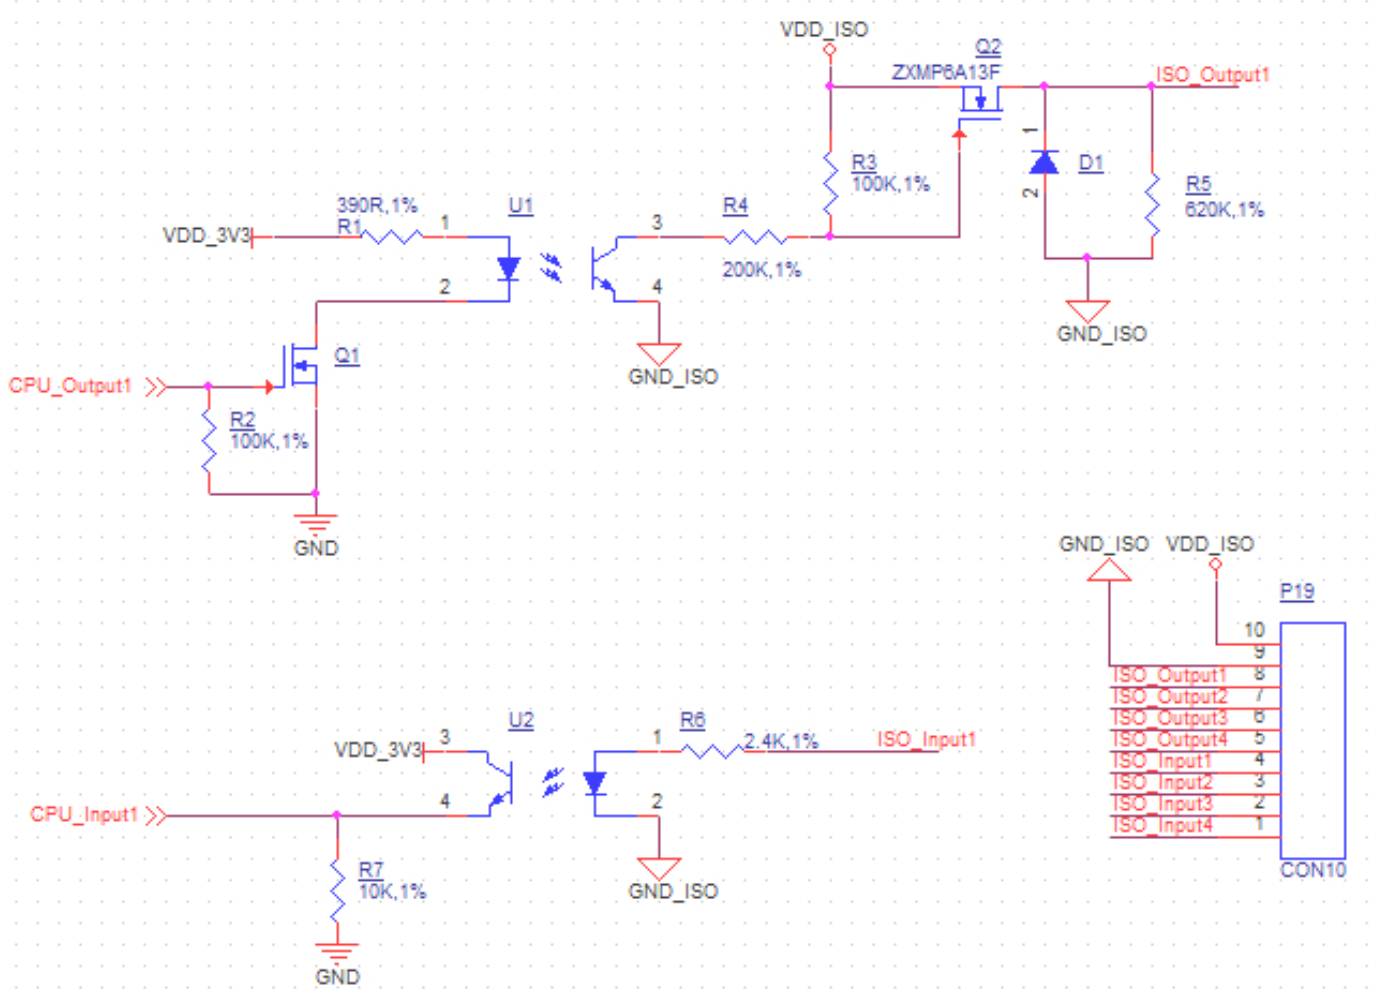 VDD_ISO
Q2
ZXMP6A13F
ISO_Output1
R3
100K,1%
1
2
D1
R5
620K,1%
GND_ISO
390R,1%
R1
VDD_3V3
1
U1
2
3
4
R4
200K,1%
GND_ISO
CPU_Output1
Q1
R2
100K,1%
GND
GND_ISO
VDD_ISO
P19
10
9
ISO_Output1 8
ISO_Output2 7
ISO_Output3 6
ISO_Output4 5
ISO_Input1 4
ISO_Input2 3
ISO_Input3 2
ISO_Input4 1
CON10
U2
VDD_3V3
3
4
1
2
R6
2.4K,1%
ISO_Input1
CPU_Input1
R7
10K,1%
GND_ISO
GND